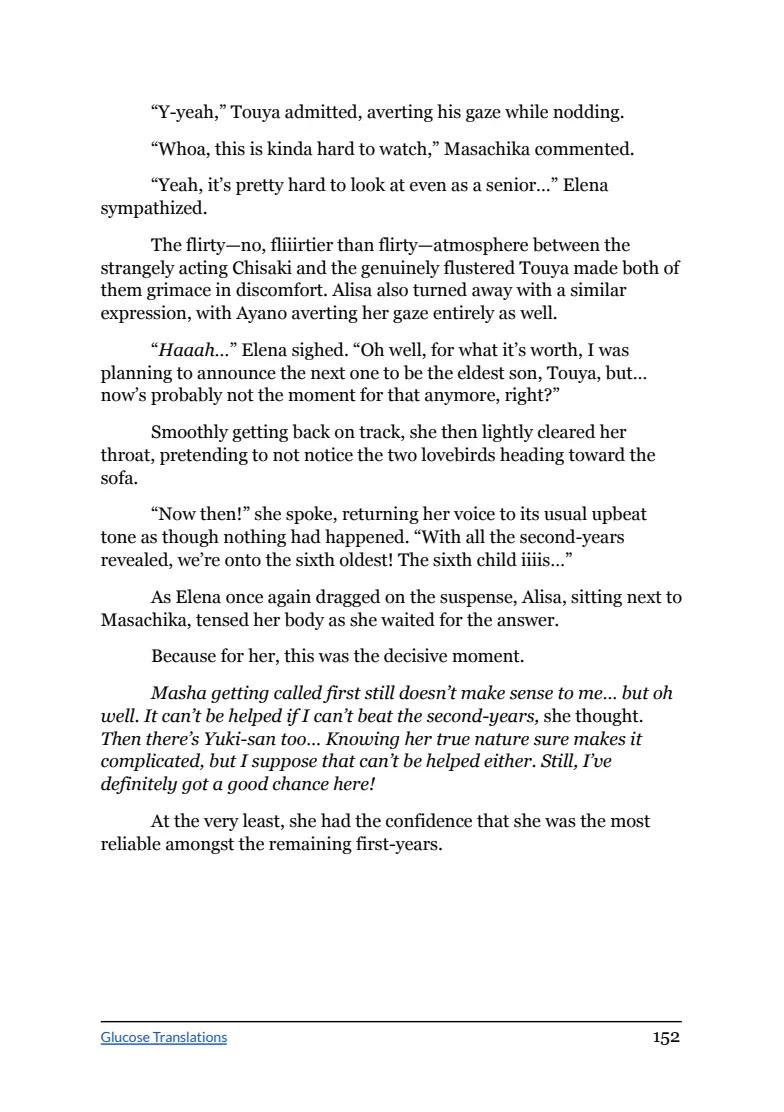 “Y-yeah,” Touya admitted, averting his gaze while nodding.
“Whoa, this is kinda hard to watch,” Masachika commented.
“Yeah, it’s pretty hard to look at even as a senior…” Elena
sympathized.
The flirty—no, fliiirtier than flirty—atmosphere between the
strangely acting Chisaki and the genuinely flustered Touya made both of
them grimace in discomfort. Alisa also turned away with a similar
expression, with Ayano averting her gaze entirely as well.
“Haaah…” Elena sighed. “Oh well, for what it’s worth, I was
planning to announce the next one to be the eldest son, Touya, but…
now’s probably not the moment for that anymore, right?”
Smoothly getting back on track, she then lightly cleared her
throat, pretending to not notice the two lovebirds heading toward the
sofa.
“Now then!” she spoke, returning her voice to its usual upbeat
tone as though nothing had happened. “With all the second-years
revealed, we’re onto the sixth oldest! The sixth child iiiis…”
As Elena once again dragged on the suspense, Alisa, sitting next to
Masachika, tensed her body as she waited for the answer.
Because for her, this was the decisive moment.
Masha getting called first still doesn’t make sense to me… but oh
well. It can’t be helped if I can’t beat the second-years, she thought.
Then there’s Yuki-san too… Knowing her true nature sure makes it
complicated, but I suppose that can’t be helped either. Still, I’ve
definitely got a good chance here!
At the very least, she had the confidence that she was the most
reliable amongst the remaining first-years.
Glucose Translations
152